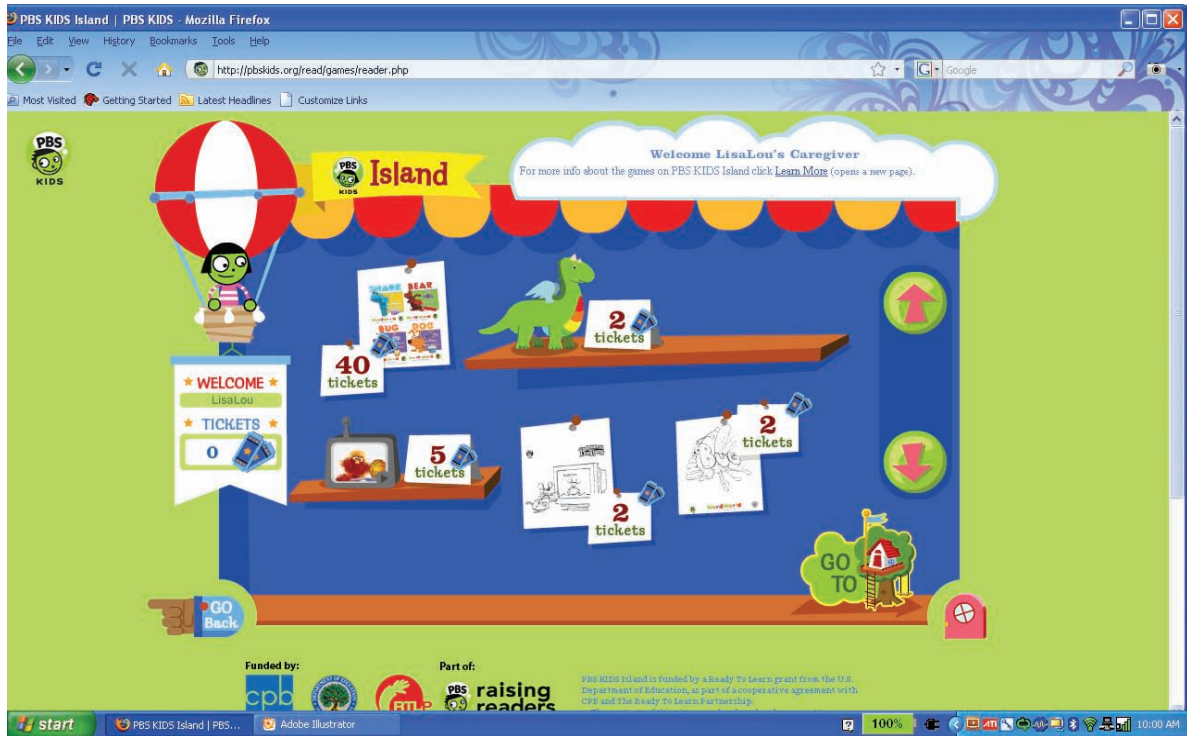 PBS KIDS Island | PBS KIDS - Mozilla Firefox
File Edit View History Bookmarks Tools Help
http://pbskids.org/read/games/reader.php
G Google
Most Visited Getting Started Latest Headlines Customize Links
PBS
KIDS
PBS
KIDS
Island
Welcome LisaLou's Caregiver
For more info about the games on PBS KIDS Island click Learn More (opens a new page).
SHARK BEAR
BUG DOG
40
tickets
2
tickets
WELCOME
LisaLou
TICKETS
0
5
tickets
2
tickets
Bug
WordWorld
2
tickets
GO
TO
GO
Back
Funded by:
Part of:
cpb
RTLP
PBS
raising
readers
PBS KIDS Island is funded by a Ready To Learn grant from the U.S.
Department of Education, as part of a cooperative agreement with
CPB and The Ready To Learn Partnership.
start
PBS KIDS Island | PBS...
Adobe Illustrator
100%
ATI
10:00 AM